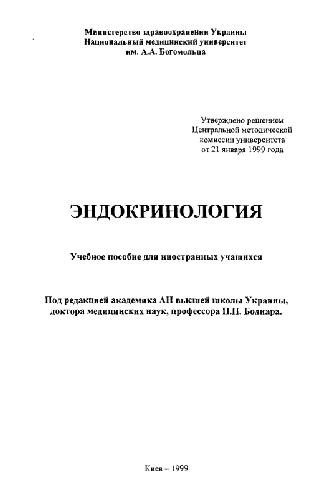 Министерство здравоохранения Украины
Национальный медицинский университет
им. А.А. Богомольца
Утверждено решением
Центральной методической
комиссии университета
от 21 января 1999 года
ЭНДОКРИНОЛОГИЯ
Учебное пособие для иностранных учащихся
Под редакцией академика АН высшей школы Украины,
доктора медицинских наук, профессора П.П. Боднара.
Киев – 1999